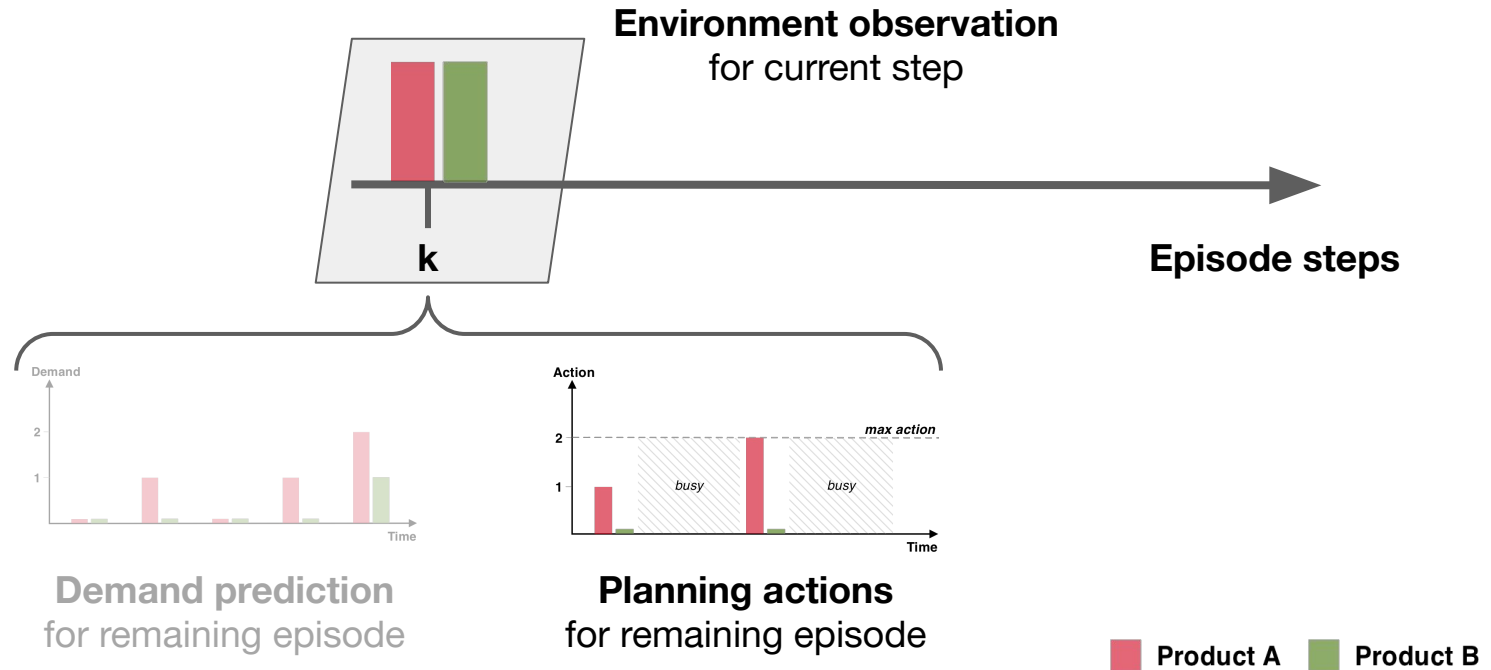 Environment observation
for current step
k
Episode steps
Demand
2
1
Time
Demand prediction
for remaining episode
Action
max action
2
1
busy
busy
Time
Planning actions
for remaining episode
Product A
Product B